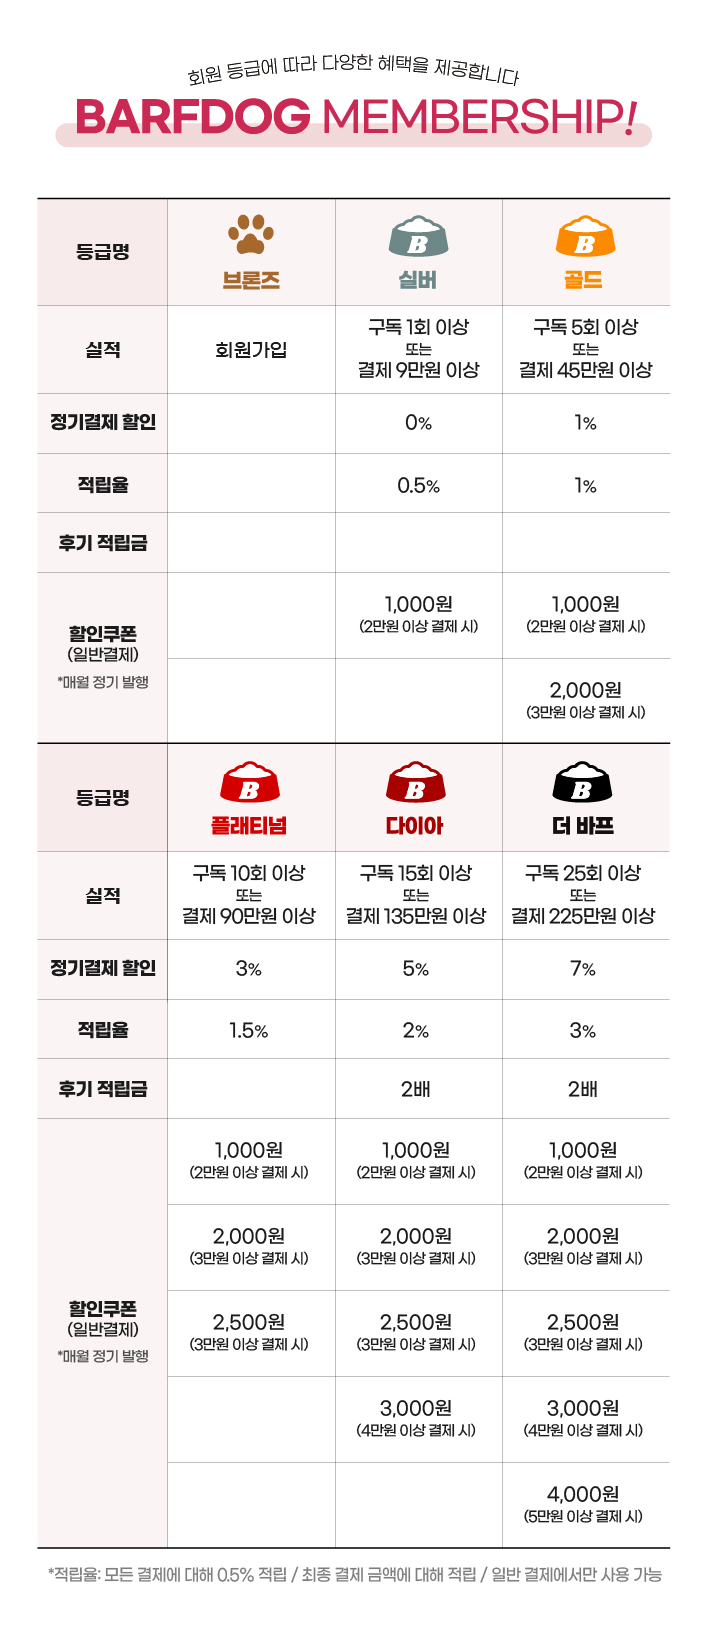 회원 등급에 따라 다양한 혜택을 제공합니다
BARFDOG MEMBERSHIP!
등급명
브론즈
B
실버
B
골드
실적
회원가입
구독 1회 이상
또는
결제 9만원 이상
구독 5회 이상
또는
결제 45만원 이상
정기결제 할인
0%
1%
적립율
0.5%
1%
후기 적립금
할인쿠폰
(일반결제)
*매월 정기 발행
1,000원
(2만원 이상 결제 시)
1,000원
(2만원 이상 결제 시)
2,000원
(3만원 이상 결제 시)
등급명
B
플래티넘
B
다이아
B
더 바프
실적
구독 10회 이상
또는
결제 90만원 이상
구독 15회 이상
또는
결제 135만원 이상
구독 25회 이상
또는
결제 225만원 이상
정기결제 할인
3%
5%
7%
적립율
1.5%
2%
3%
후기 적립금
2배
2배
할인쿠폰
(일반결제)
*매월 정기 발행
1,000원
(2만원 이상 결제 시)
1,000원
(2만원 이상 결제 시)
1,000원
(2만원 이상 결제 시)
2,000원
(3만원 이상 결제 시)
2,000원
(3만원 이상 결제 시)
2,000원
(3만원 이상 결제 시)
2,500원
(3만원 이상 결제 시)
2,500원
(3만원 이상 결제 시)
2,500원
(3만원 이상 결제 시)
3,000원
(4만원 이상 결제 시)
3,000원
(4만원 이상 결제 시)
4,000원
(5만원 이상 결제 시)
*적립율: 모든 결제에 대해 0.5% 적립 / 최종 결제 금액에 대해 적립 / 일반 결제에서만 사용 가능